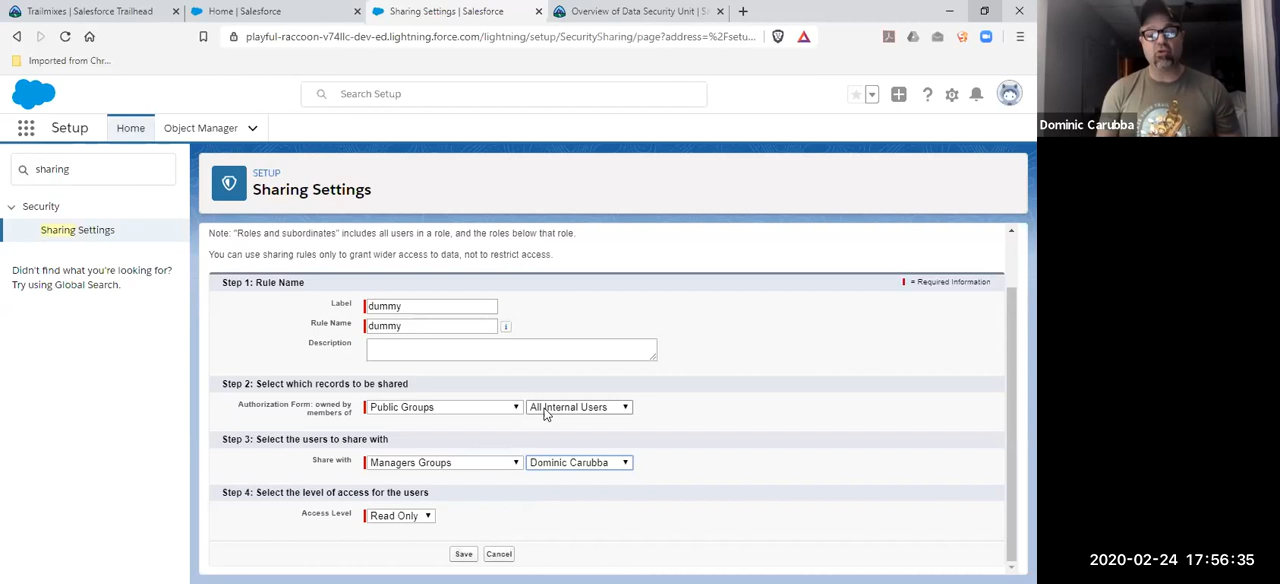 Trailmixes | Salesforce Trailhead
Home | Salesforce
Sharing Settings | Salesforce
Overview of Data Security Unit | Sa
playful-raccoon-v74llc-dev-ed.lightning.force.com/lightning/setup/SecuritySharing/page?address=%2Fsetu...
Imported from Chr...
Search Setup
Setup
Home
Object Manager
Dominic Carubba
sharing
Security
Sharing Settings
Didn't find what you're looking for?
Try using Global Search.
SETUP
Sharing Settings
Note: "Roles and subordinates" includes all users in a role, and the roles below that role.
You can use sharing rules only to grant wider access to data, not to restrict access.
Step 1: Rule Name
= Required Information
Label
dummy
Rule Name
dummy
i
Description
Step 2: Select which records to be shared
Authorization Form: owned by
members of
Public Groups
All Internal Users
Step 3: Select the users to share with
Share with
Managers Groups
Dominic Carubba
Step 4: Select the level of access for the users
Access Level
Read Only
Save
Cancel
2020-02-24 17:56:35